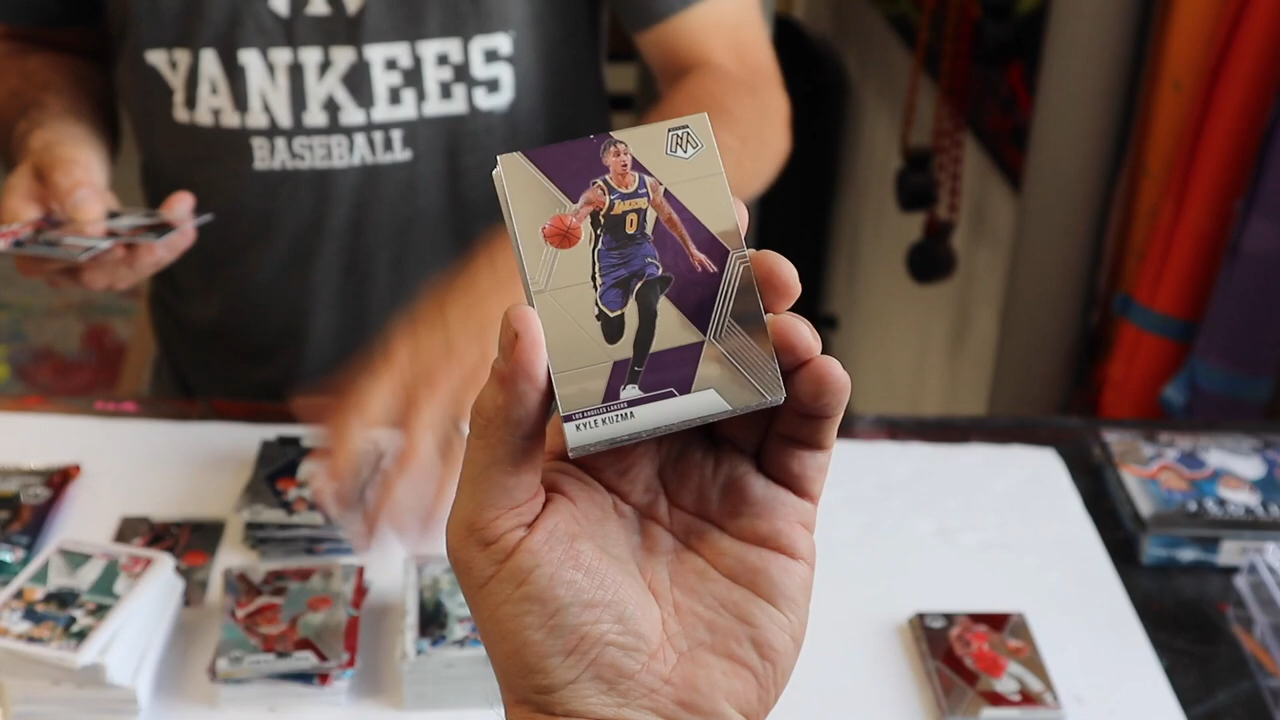 YANKEES
BASEBALL
LAKERS
0
LOS ANGELES LAKERS
KYLE KUZMA